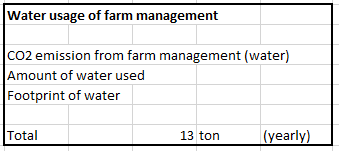 Water usage of farm management
CO2 emission from farm management (water)
Amount of water used
Footprint of water
Total 13 ton (yearly)